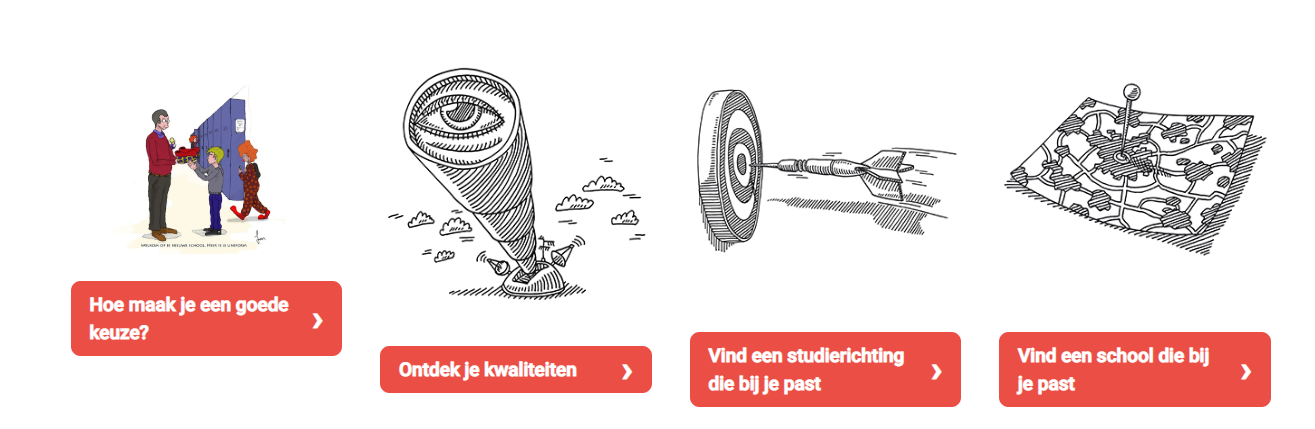 Hoe maak je een goede
keuze?
Ontdek je kwaliteiten
Vind een studierichting
die bij je past
Vind een school die bij
je past